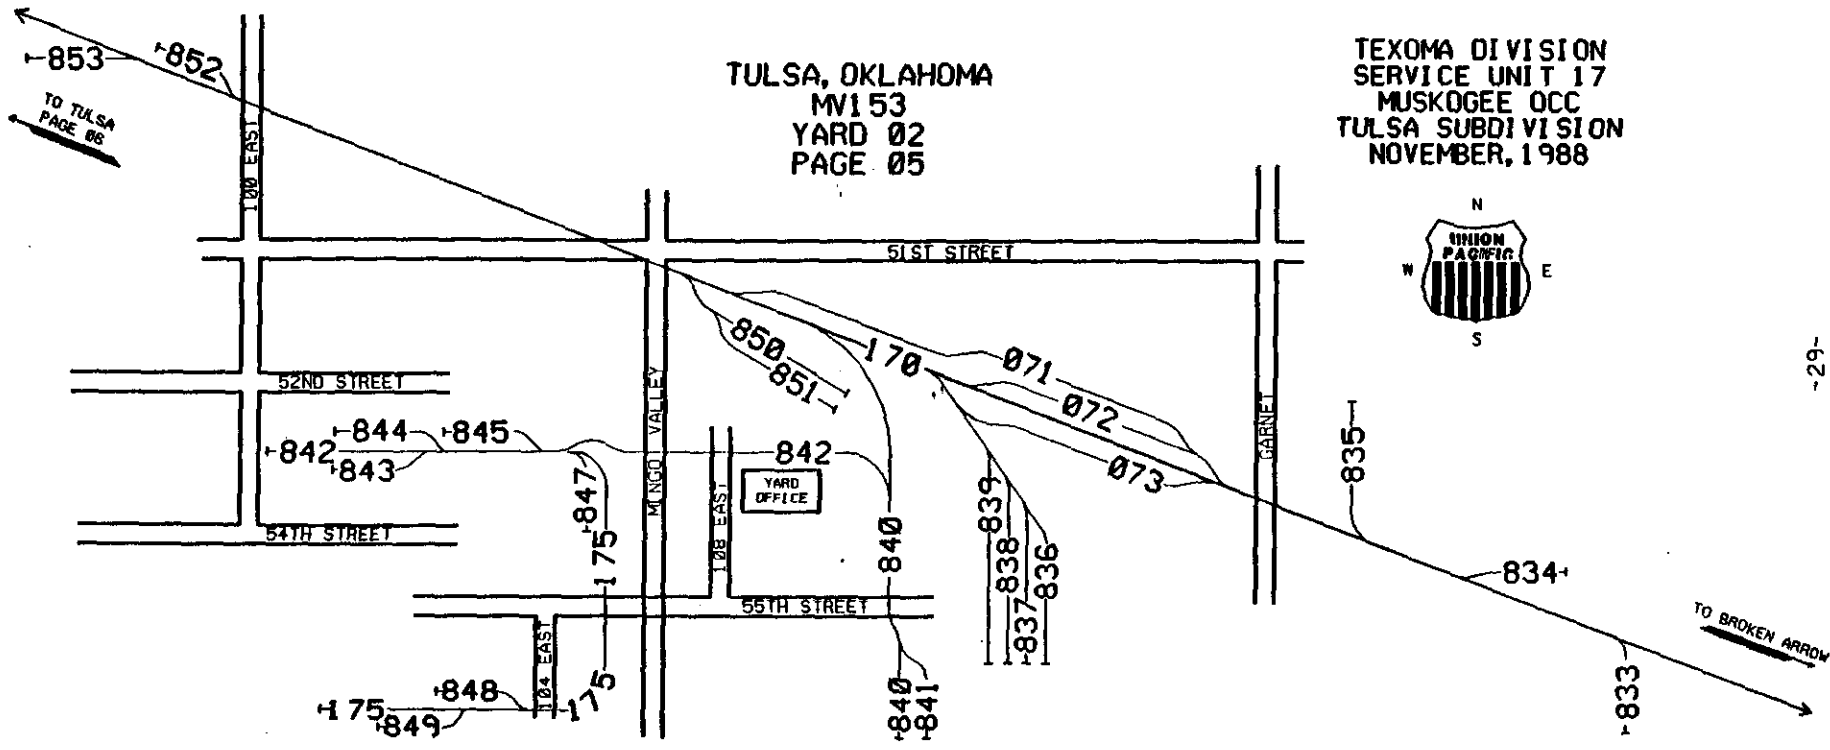 TULSA, OKLAHOMA
MV153
YARD 02
PAGE 05
TEXOMA DIVISION
SERVICE UNIT 17
MUSKOGEE OCC
TULSA SUBDIVISION
NOVEMBER, 1988
N
UNION
PACIFIC
W
E
S
853
852
TO TULSA
PAGE 06
100 EAST
51ST STREET
850
851
170
071
072
073
-29-
52ND STREET
MINGO VALLEY
GARNET
844
845
842
843
847
842
835
YARD
OFFICE
108 EAST
54TH STREET
175
840
839
838
837
836
834
55TH STREET
104 EAST
TO BROKEN ARROW
175
848
849
175
840
841
833